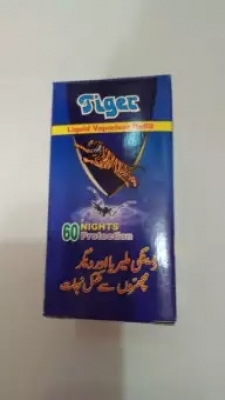 Tiger
Liquid Vaporizer Refill
60 NIGHTS
Protection
ڈینگی ملیریا اور دیگر
مچھروں سے مکمل نجات